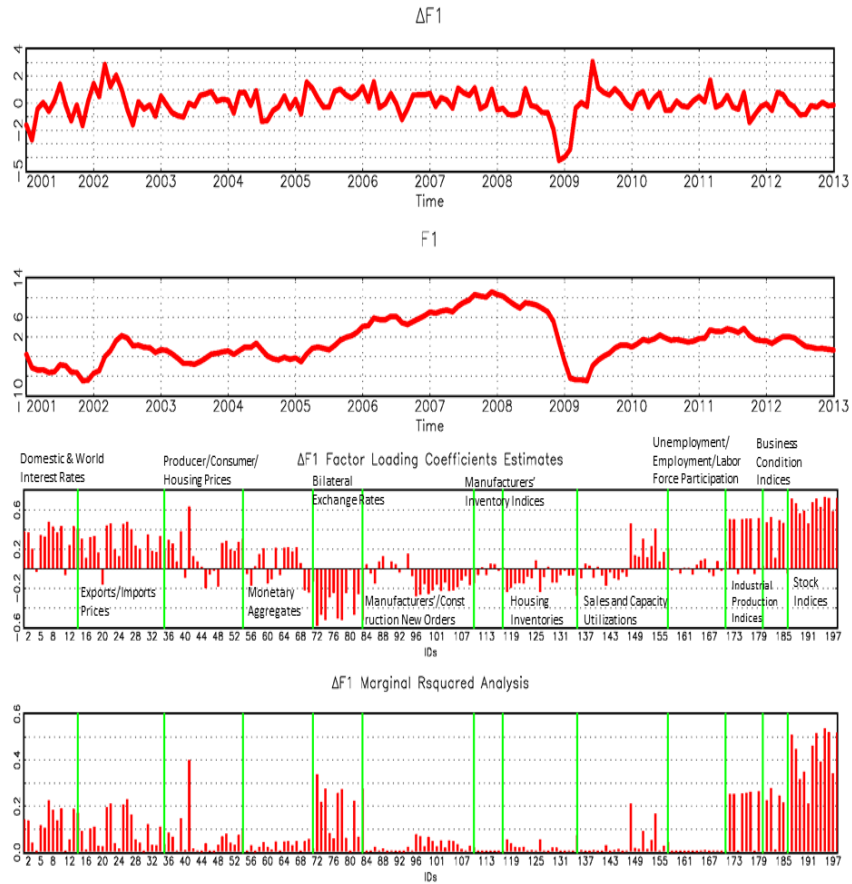 ΔF1
4
2
0
−2
−5
2001 2002 2003 2004 2005 2006 2007 2008 2009 2010 2011 2012 2013
Time
F1
14
6
2
−10
2001 2002 2003 2004 2005 2006 2007 2008 2009 2010 2011 2012 2013
Time
Domestic & World
Interest Rates
Producer/Consumer/
Housing Prices
ΔF1 Factor Loading Coefficients Estimates
Bilateral
Exchange Rates
Manufacturers'
Inventory Indices
Unemployment/
Employment/Labor
Force Participation
Business
Condition
Indices
0.6
0.2
−0.2
−0.6
Exports/Imports
Prices
Monetary
Aggregates
Manufacturers'/Const
ruction New Orders
Housing
Inventories
Sales and Capacity
Utilizations
Industrial
Production
Indices
Stock
Indices
2 5 8 12 16 20 24 28 32 36 40 44 48 52 56 60 64 68 72 76 80 84 88 92 96 101 107 113 119 125 131 137 143 149 155 161 167 173 179 185 191 197
IDs
ΔF1 Marginal Rsquared Analysis
0.6
0.4
0.2
0.0
2 5 8 12 16 20 24 28 32 36 40 44 48 52 56 60 64 68 72 76 80 84 88 92 96 101 107 113 119 125 131 137 143 149 155 161 167 173 179 185 191 197
IDs